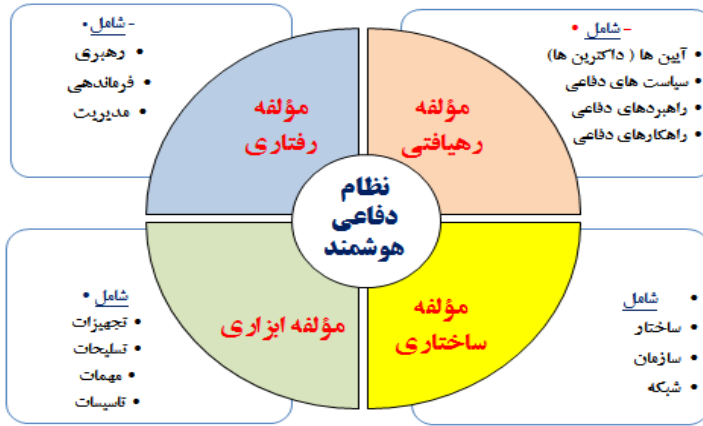 - شامل •
• آیین ها ( داکترین ها)
• سیاست های دفاعی
• راهبردهای دفاعی
• راهکارهای دفاعی
- شامل •
• رهبری
• فرماندهی
• مدیریت
مؤلفه
رهیافتی
مؤلفه
رفتاری
نظام
دفاعی
هوشمند
مؤلفه
ساختاری
مؤلفه ابزاری
• شامل
• ساختار
• سازمان
• شبکه
شامل •
• تجهیزات
• تسلیحات
• مهمات
• تاسیسات